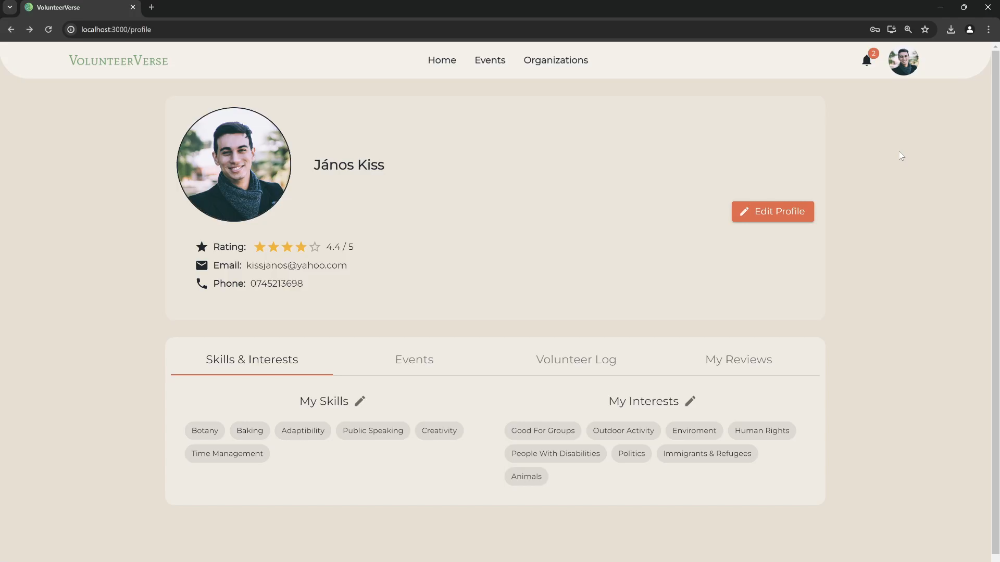 VolunteerVerse
localhost:3000/profile
VolunteerVerse
Home Events Organizations
2
János Kiss
Edit Profile
Rating: 4.4 / 5
Email: kissjanos@yahoo.com
Phone: 0745213698
Skills & Interests Events Volunteer Log My Reviews
My Skills My Interests
Botany Baking Adaptibility Public Speaking Creativity Good For Groups Outdoor Activity Enviroment Human Rights
Time Management People With Disabilities Politics Immigrants & Refugees
Animals